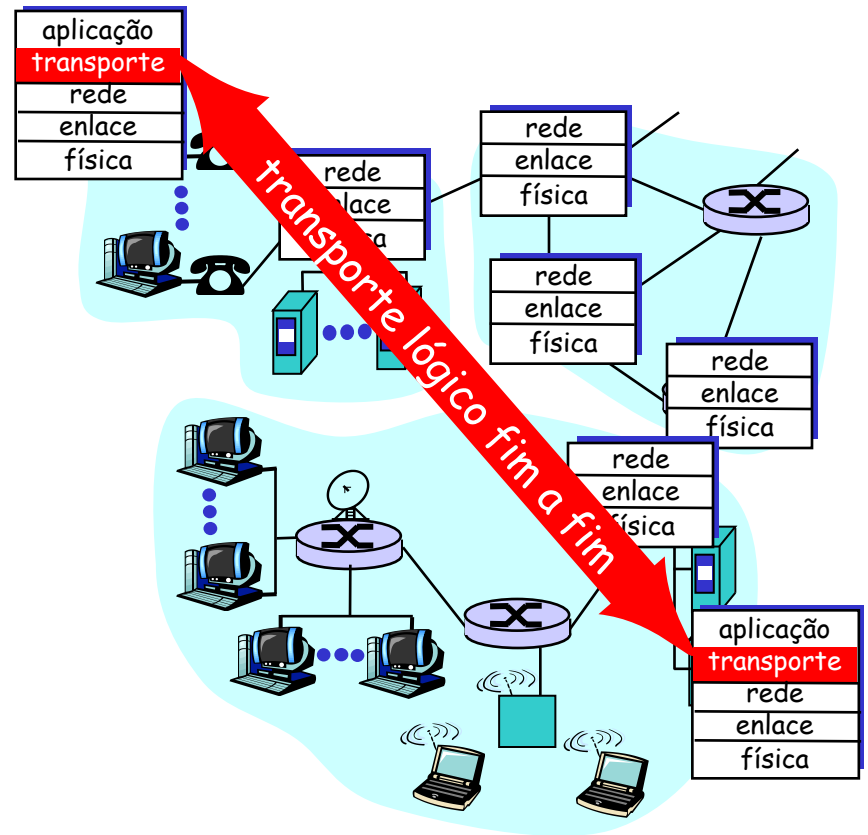 aplicação
transporte
rede
enlace
física
rede
física
rede
enlace
física
rede
enlace
física
rede
enlace
física
rede
enlace
transporte lógico fim a fim
aplicação
transporte
rede
enlace
física